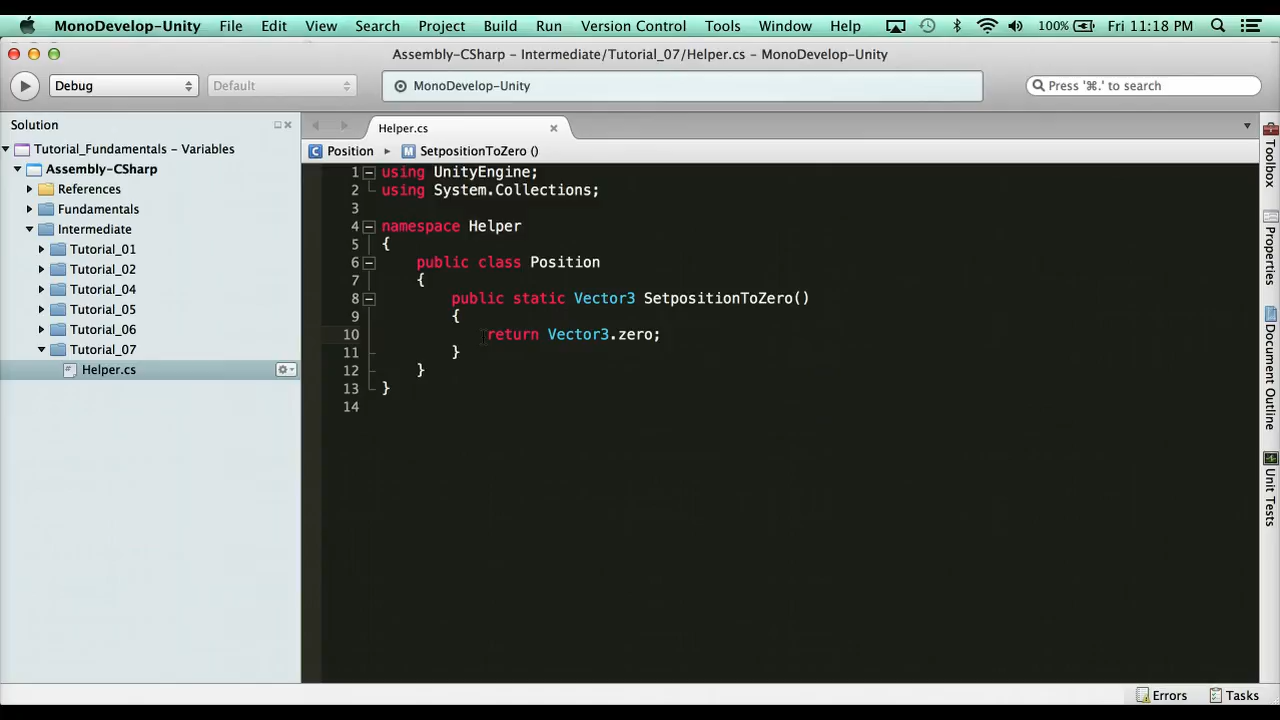 MonoDevelop-Unity File Edit View Search Project Build Run Version Control Tools Window Help 100% Fri 11:18 PM
Assembly-CSharp – Intermediate/Tutorial_07/Helper.cs – MonoDevelop-Unity
Debug Default MonoDevelop-Unity Press '⌘.' to search
Solution
Tutorial_Fundamentals – Variables
Assembly-CSharp
References
Fundamentals
Intermediate
Tutorial_01
Tutorial_02
Tutorial_04
Tutorial_05
Tutorial_06
Tutorial_07
Helper.cs
Helper.cs
C Position M SetpositionToZero ()
1 using UnityEngine;
2 using System.Collections;
3
4 namespace Helper
5 {
6 public class Position
7 {
8 public static Vector3 SetpositionToZero()
9 {
10 return Vector3.zero;
11 }
12 }
13 }
14
Toolbox
Properties
Document Outline
Unit Tests
Errors Tasks